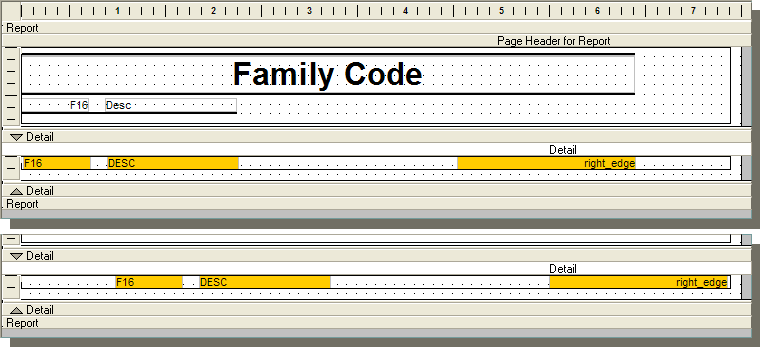 1 2 3 4 5 6 7
Report
Page Header for Report
Family Code
F16 Desc
Detail
Detail
F16 DESC right_edge
Detail
Report
Detail
Detail
F16 DESC right_edge
Detail
Report